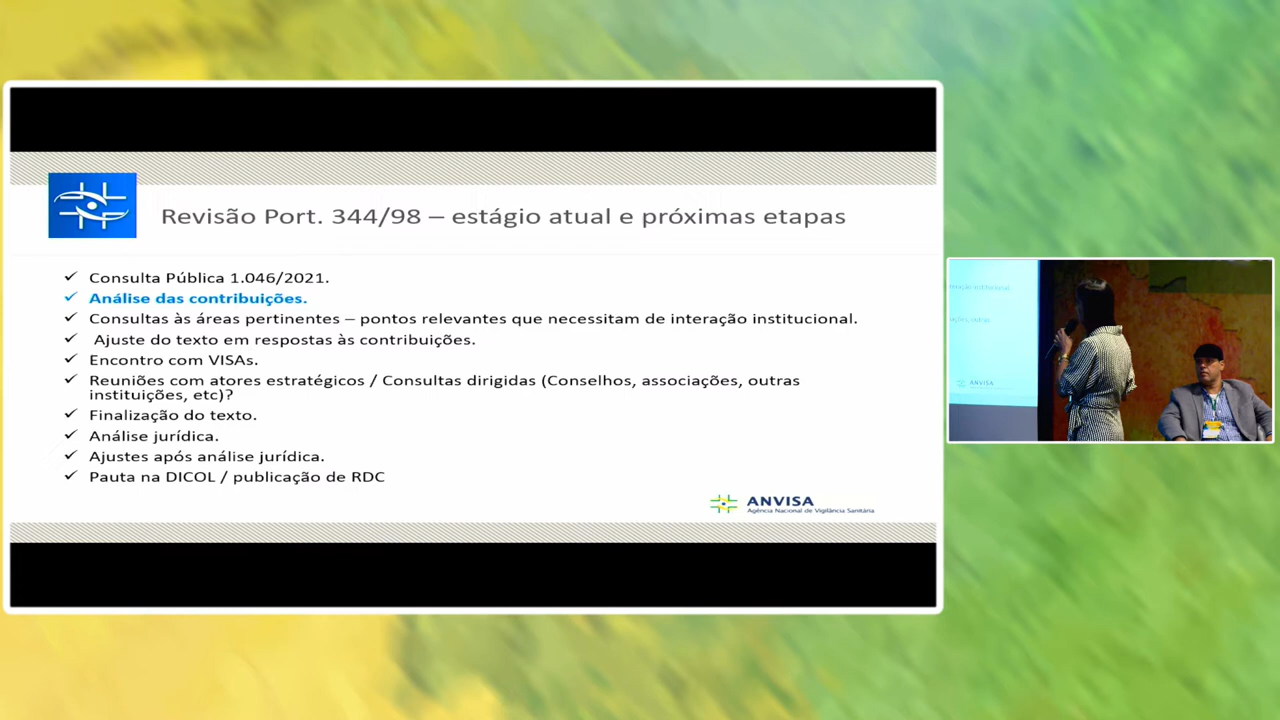 Revisão Port. 344/98 – estágio atual e próximas etapas
✓ Consulta Pública 1.046/2021.
✓ Análise das contribuições.
✓ Consultas às áreas pertinentes – pontos relevantes que necessitam de interação institucional.
✓ Ajuste do texto em respostas às contribuições.
✓ Encontro com VISAs.
✓ Reuniões com atores estratégicos / Consultas dirigidas (Conselhos, associações, outras
instituições, etc)?
✓ Finalização do texto.
✓ Análise jurídica.
✓ Ajustes após análise jurídica.
✓ Pauta na DICOL / publicação de RDC
ANVISA
Agência Nacional de Vigilância Sanitária
ANVISA